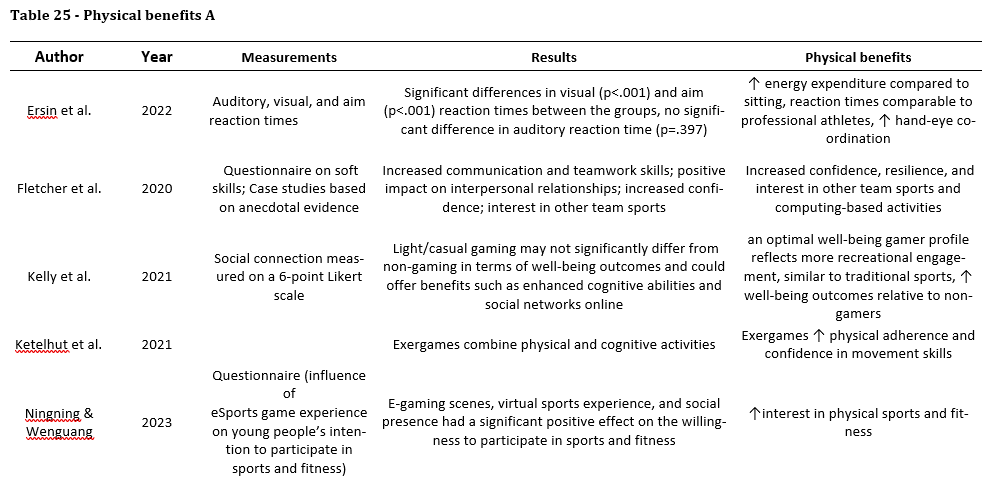 Table 25 - Physical benefits A
Author Year Measurements Results Physical benefits
Ersin et al.
2022
Auditory, visual, and aim
reaction times
Significant differences in visual (p<.001) and aim
(p<.001) reaction times between the groups, no signifi-
cant difference in auditory reaction time (p=.397)
↑ energy expenditure compared to
sitting, reaction times comparable to
professional athletes, ↑ hand-eye co-
ordination
Fletcher et al.
2020
Questionnaire on soft
skills; Case studies based
on anecdotal evidence
Increased communication and teamwork skills; positive
impact on interpersonal relationships; increased confi-
dence; interest in other team sports
Increased confidence, resilience, and
interest in other team sports and
computing-based activities
Kelly et al.
2021
Social connection meas-
ured on a 6-point Likert
scale
Light/casual gaming may not significantly differ from
non-gaming in terms of well-being outcomes and could
offer benefits such as enhanced cognitive abilities and
social networks online
an optimal well-being gamer profile
reflects more recreational engage-
ment, similar to traditional sports, ↑
well-being outcomes relative to non-
gamers
Ketelhut et al.
2021
Exergames combine physical and cognitive activities
Exergames ↑ physical adherence and
confidence in movement skills
Ningning &
Wenguang
2023
Questionnaire (influence
of
eSports game experience
on young people's inten-
tion to participate in
sports and fitness)
E-gaming scenes, virtual sports experience, and social
presence had a significant positive effect on the willing-
ness to participate in sports and fitness
↑interest in physical sports and fit-
ness